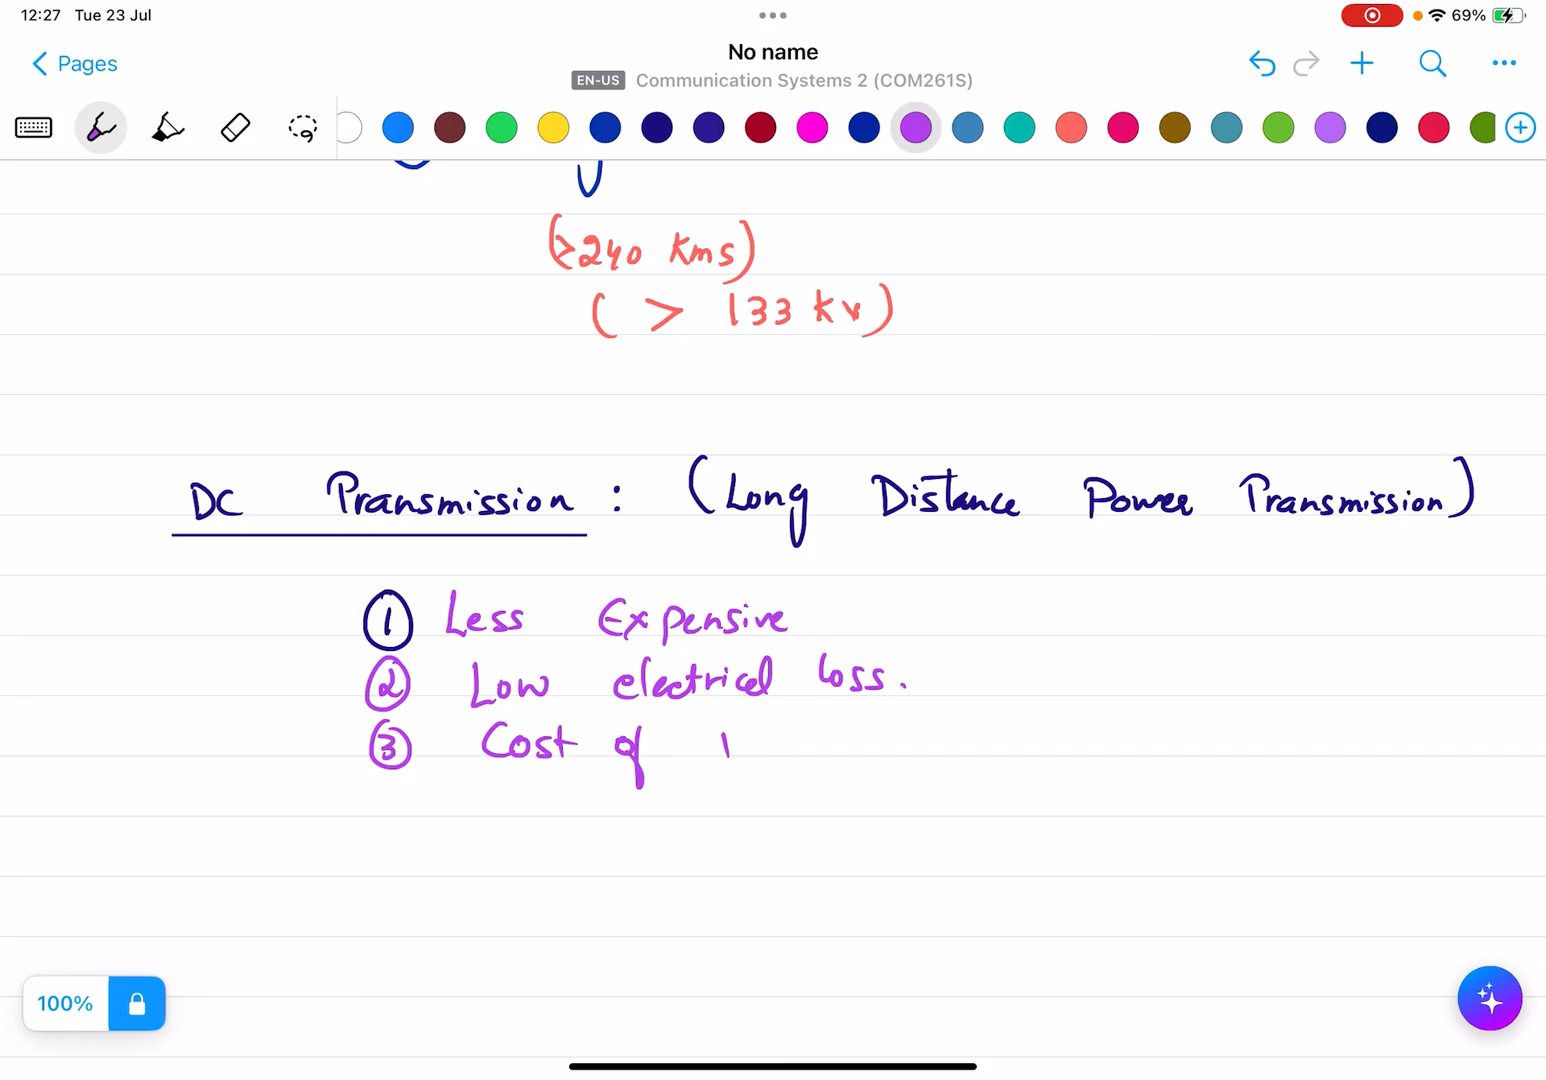 12:27 Tue 23 Jul
69%
Pages
No name
EN-US Communication Systems 2 (COM261S)
(>240 Kms)
( > 133 kv)
DC Transmission : (Long Distance Power Transmission)
1 Less Expensive
2 Low electrical loss.
3 Cost of
100%